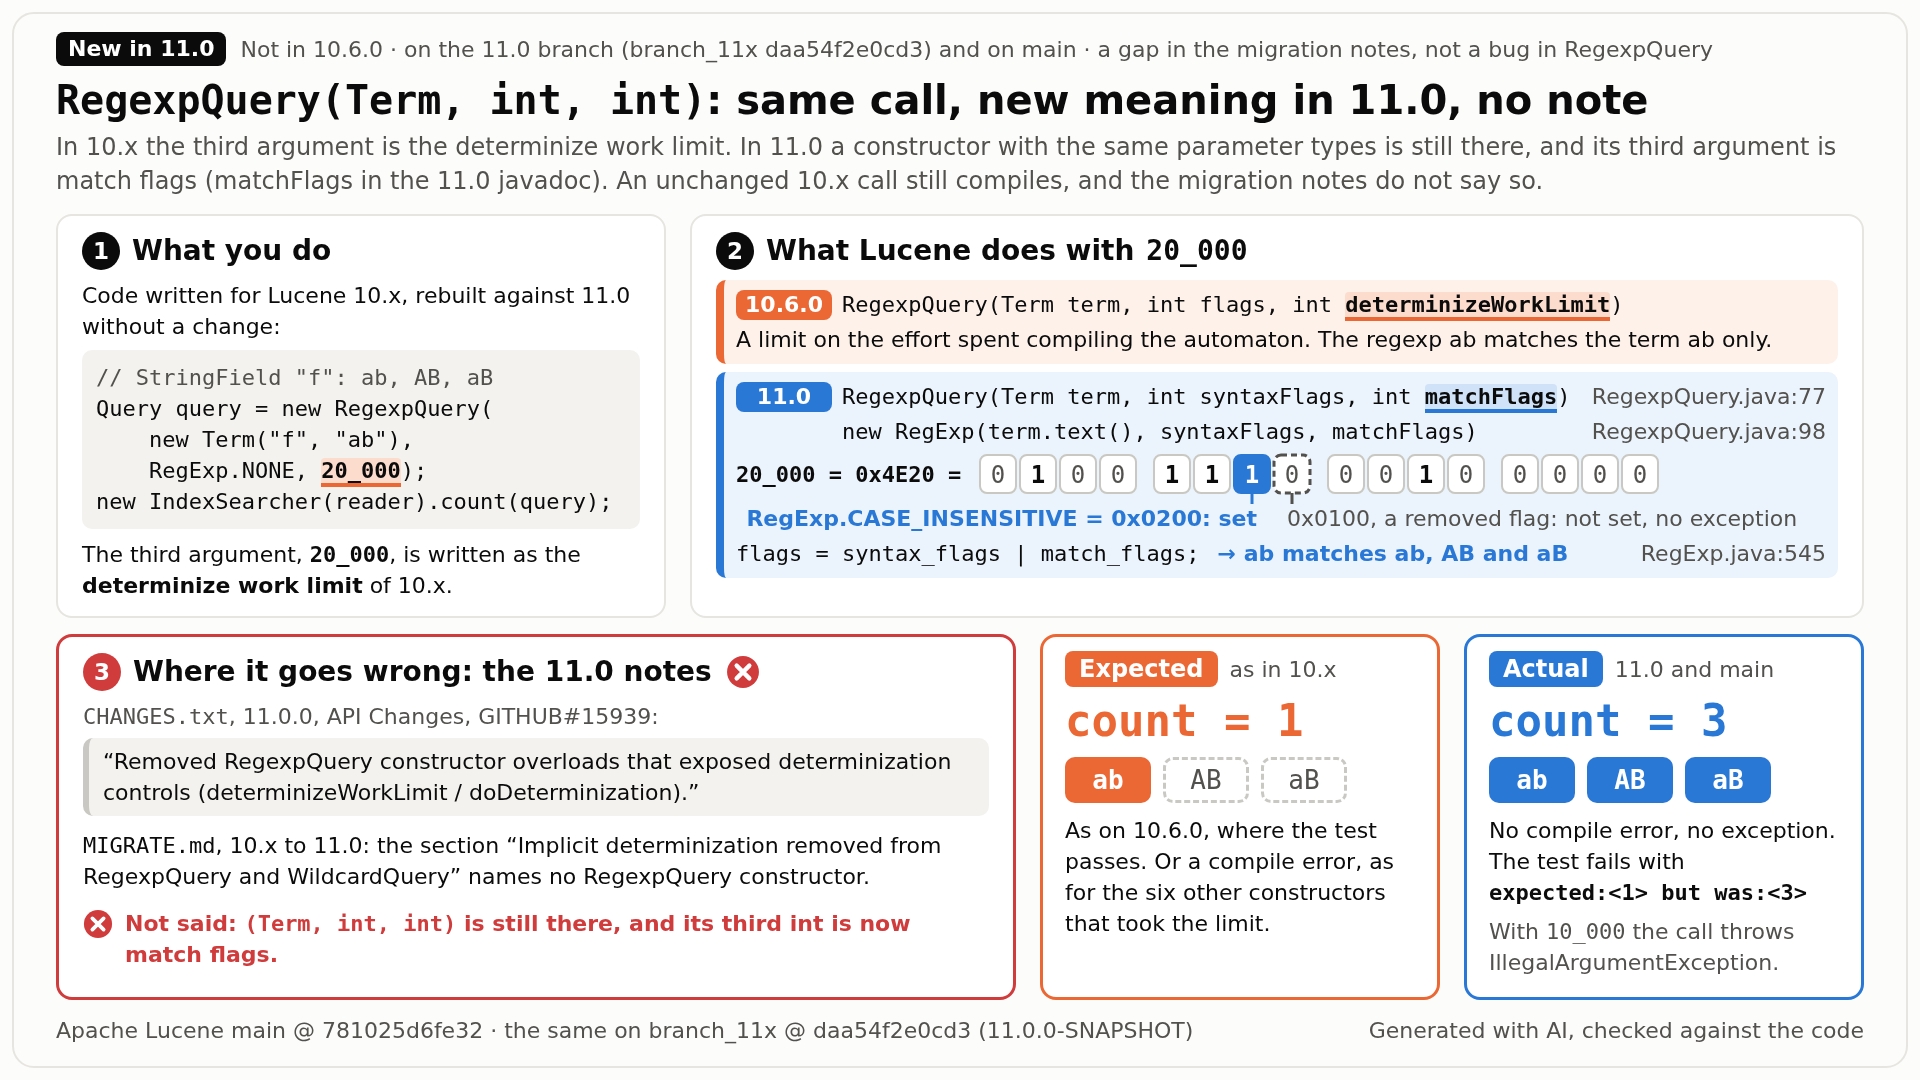 New in 11.0 Not in 10.6.0 · on the 11.0 branch (branch_11x daa54f2e0cd3) and on main · a gap in the migration notes, not a bug in RegexpQuery
RegexpQuery(Term, int, int): same call, new meaning in 11.0, no note
In 10.x the third argument is the determinize work limit. In 11.0 a constructor with the same parameter types is still there, and its third argument is
match flags (matchFlags in the 11.0 javadoc). An unchanged 10.x call still compiles, and the migration notes do not say so.
1 What you do
Code written for Lucene 10.x, rebuilt against 11.0
without a change:
// StringField "f": ab, AB, aB
Query query = new RegexpQuery(
new Term("f", "ab"),
RegExp.NONE, 20_000);
new IndexSearcher(reader).count(query);
The third argument, 20_000, is written as the
determinize work limit of 10.x.
2 What Lucene does with 20_000
10.6.0 RegexpQuery(Term term, int flags, int determinizeWorkLimit)
A limit on the effort spent compiling the automaton. The regexp ab matches the term ab only.
11.0 RegexpQuery(Term term, int syntaxFlags, int matchFlags) RegexpQuery.java:77
new RegExp(term.text(), syntaxFlags, matchFlags) RegexpQuery.java:98
20_000 = 0x4E20 = 0 1 0 0 1 1 1 0 0 0 1 0 0 0 0 0
RegExp.CASE_INSENSITIVE = 0x0200: set 0x0100, a removed flag: not set, no exception
flags = syntax_flags | match_flags; → ab matches ab, AB and aB RegExp.java:545
3 Where it goes wrong: the 11.0 notes
CHANGES.txt, 11.0.0, API Changes, GITHUB#15939:
“Removed RegexpQuery constructor overloads that exposed determinization
controls (determinizeWorkLimit / doDeterminization).”
MIGRATE.md, 10.x to 11.0: the section “Implicit determinization removed from
RegexpQuery and WildcardQuery” names no RegexpQuery constructor.
Not said: (Term, int, int) is still there, and its third int is now
match flags.
Expected as in 10.x
count = 1
ab AB aB
As on 10.6.0, where the test
passes. Or a compile error, as
for the six other constructors
that took the limit.
Actual 11.0 and main
count = 3
ab AB aB
No compile error, no exception.
The test fails with
expected:<1> but was:<3>
With 10_000 the call throws
IllegalArgumentException.
Apache Lucene main @ 781025d6fe32 · the same on branch_11x @ daa54f2e0cd3 (11.0.0-SNAPSHOT)
Generated with AI, checked against the code